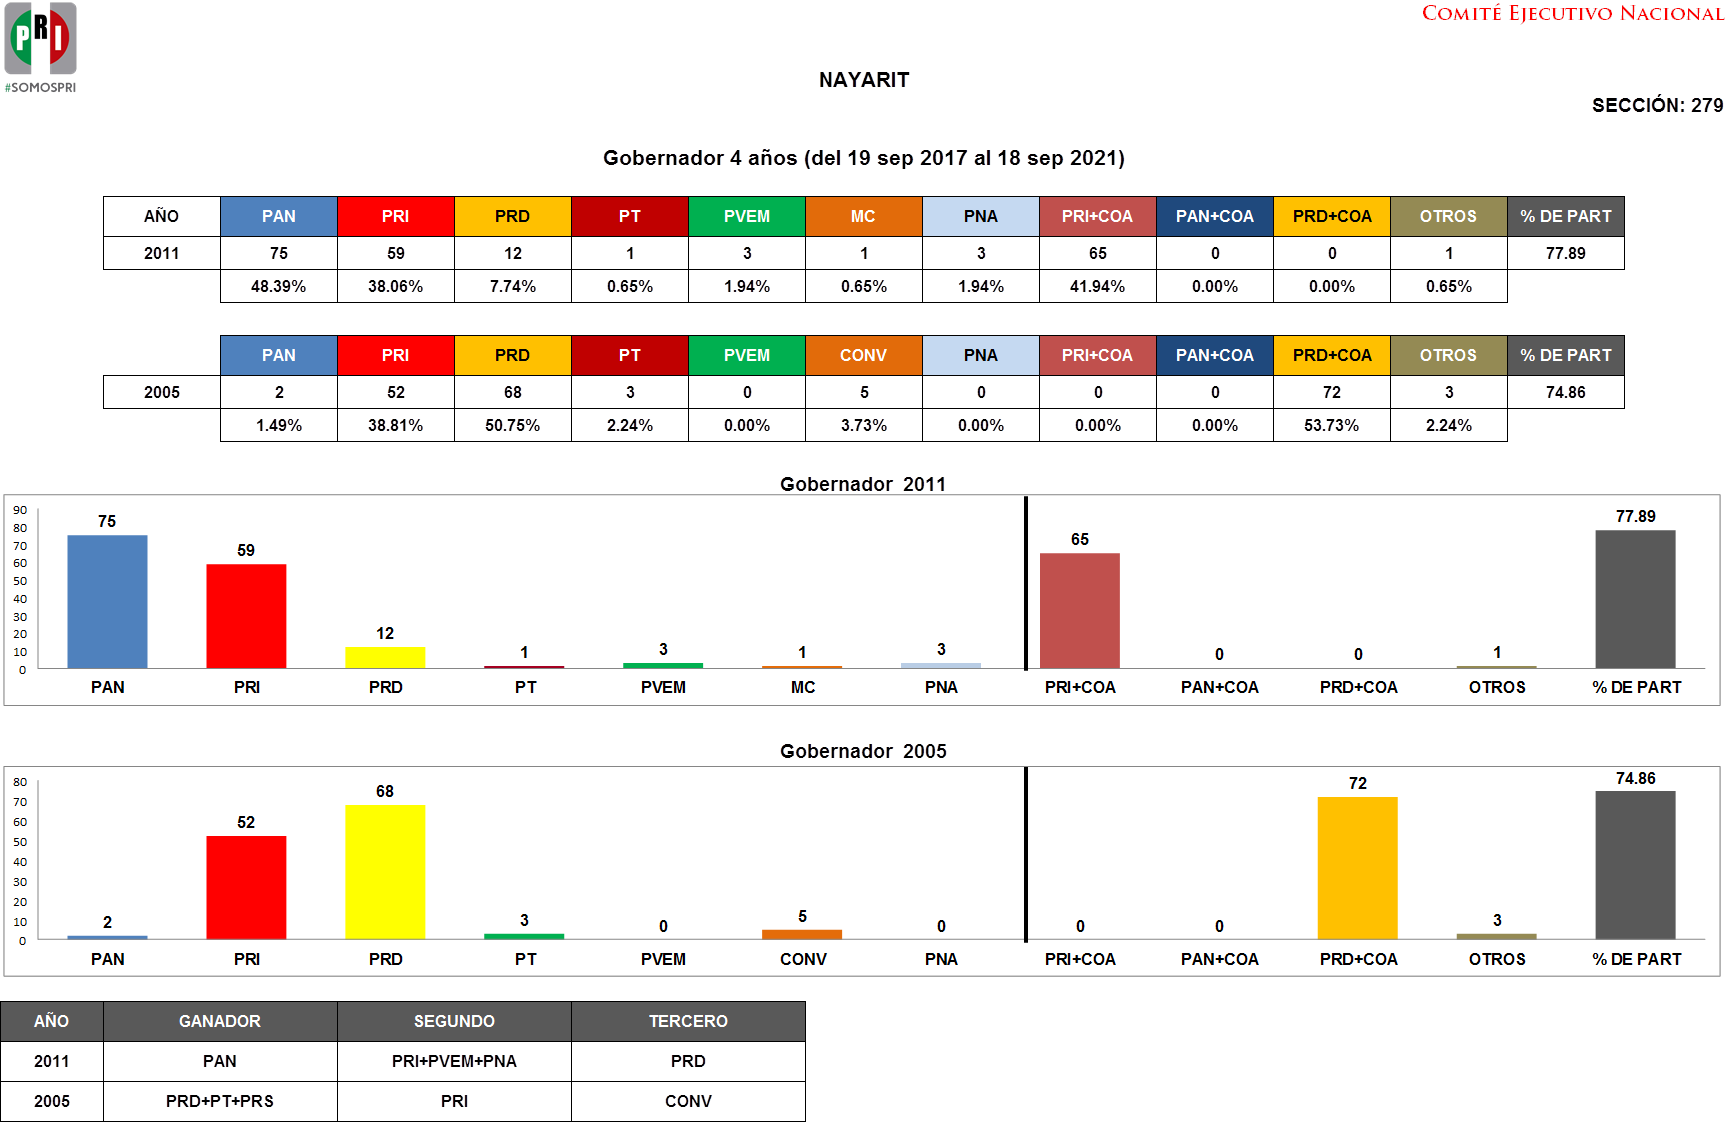 PRI
#SOMOSPRI
COMITÉ EJECUTIVO NACIONAL
NAYARIT
SECCIÓN: 279
Gobernador 4 años (del 19 sep 2017 al 18 sep 2021)
AÑO PAN PRI PRD PT PVEM MC PNA PRI+COA PAN+COA PRD+COA OTROS % DE PART
2011 75 59 12 1 3 1 3 65 0 0 1 77.89
48.39% 38.06% 7.74% 0.65% 1.94% 0.65% 1.94% 41.94% 0.00% 0.00% 0.65%
PAN PRI PRD PT PVEM CONV PNA PRI+COA PAN+COA PRD+COA OTROS % DE PART
2005 2 52 68 3 0 5 0 0 0 72 3 74.86
1.49% 38.81% 50.75% 2.24% 0.00% 3.73% 0.00% 0.00% 0.00% 53.73% 2.24%
Gobernador 2011
90
80
70
60
50
40
30
20
10
0
75 59 12 1 3 1 3 65 0 0 1 77.89
PAN PRI PRD PT PVEM MC PNA PRI+COA PAN+COA PRD+COA OTROS % DE PART
Gobernador 2005
80
70
60
50
40
30
20
10
0
2 52 68 3 0 5 0 0 0 72 3 74.86
PAN PRI PRD PT PVEM CONV PNA PRI+COA PAN+COA PRD+COA OTROS % DE PART
AÑO GANADOR SEGUNDO TERCERO
2011 PAN PRI+PVEM+PNA PRD
2005 PRD+PT+PRS PRI CONV